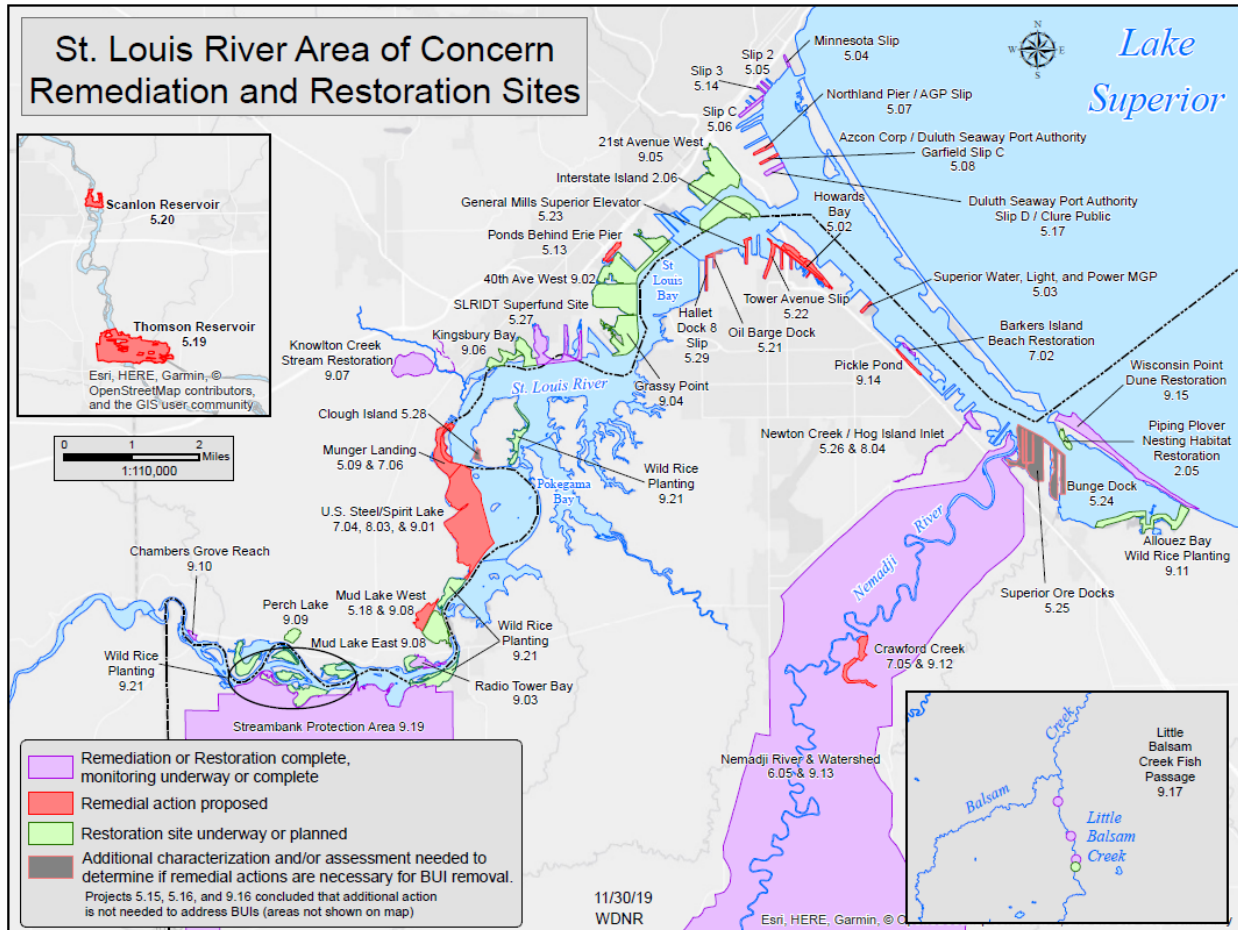 St. Louis River Area of Concern
Remediation and Restoration Sites
Lake
Superior
N
W
E
S
Minnesota Slip
5.04
Slip 2
5.05
Slip 3
5.14
Slip C
5.06
Northland Pier / AGP Slip
5.07
Azcon Corp / Duluth Seaway Port Authority
Garfield Slip C
5.08
21st Avenue West
9.05
Interstate Island 2.06
Duluth Seaway Port Authority
Slip D / Clure Public
5.17
General Mills Superior Elevator
5.23
Howards
Bay
5.02
Ponds Behind Erie Pier
5.13
40th Ave West 9.02
St
Louis
Bay
Superior Water, Light, and Power MGP
5.03
SLRIDT Superfund Site
5.27
Tower Avenue Slip
5.22
Hallet
Dock 8
Slip
5.29
Oil Barge Dock
5.21
Barkers Island
Beach Restoration
7.02
Kingsbury Bay
9.06
Knowlton Creek
Stream Restoration
9.07
Pickle Pond
9.14
Wisconsin Point
Dune Restoration
9.15
St. Louis River
Grassy Point
9.04
Clough Island 5.28
Newton Creek / Hog Island Inlet
5.26 & 8.04
Piping Plover
Nesting Habitat
Restoration
2.05
Munger Landing
5.09 & 7.06
Wild Rice
Planting
9.21
Pokegama
Bay
Bunge Dock
5.24
U.S. Steel/Spirit Lake
7.04, 8.03, & 9.01
Allouez Bay
Wild Rice Planting
9.11
Nemadji
River
Superior Ore Docks
5.25
Chambers Grove Reach
9.10
Perch Lake
9.09
Mud Lake West
5.18 & 9.08
Mud Lake East 9.08
Wild Rice
Planting
9.21
Wild Rice
Planting
9.21
Radio Tower Bay
9.03
Crawford Creek
7.05 & 9.12
Streambank Protection Area 9.19
Nemadji River & Watershed
6.05 & 9.13
Scanlon Reservoir
5.20
Thomson Reservoir
5.19
Esri, HERE, Garmin, ©
OpenStreetMap contributors,
and the GIS user community
0 1 2
Miles
1:110,000
Remediation or Restoration complete,
monitoring underway or complete
Remedial action proposed
Restoration site underway or planned
Additional characterization and/or assessment needed to
determine if remedial actions are necessary for BUI removal.
Projects 5.15, 5.16, and 9.16 concluded that additional action
is not needed to address BUIs (areas not shown on map)
11/30/19
WDNR
Little
Balsam
Creek Fish
Passage
9.17
Creek
Balsam
Little
Balsam
Creek
Esri, HERE, Garmin, ©